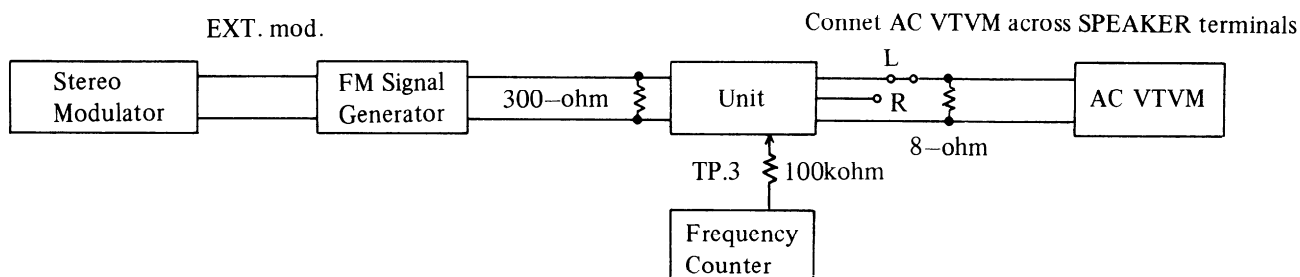 EXT. mod.
Connet AC VTVM across SPEAKER terminals
Stereo
Modulator
FM Signal
Generator
300–ohm
Unit
L
R
8–ohm
AC VTVM
TP.3
100kohm
Frequency
Counter